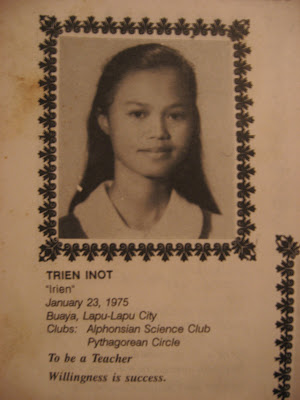 TRIEN INOT
"Irien"
January 23, 1975
Buaya, Lapu-Lapu City
Clubs: Alphonsian Science Club
Pythagorean Circle
To be a Teacher
Willingness is success.